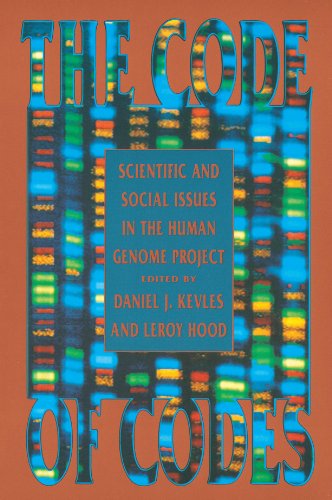 THE CODE
SCIENTIFIC AND
SOCIAL ISSUES
IN THE HUMAN
GENOME PROJECT
EDITED BY
DANIEL J. KEVLES
AND LEROY HOOD
OF CODES